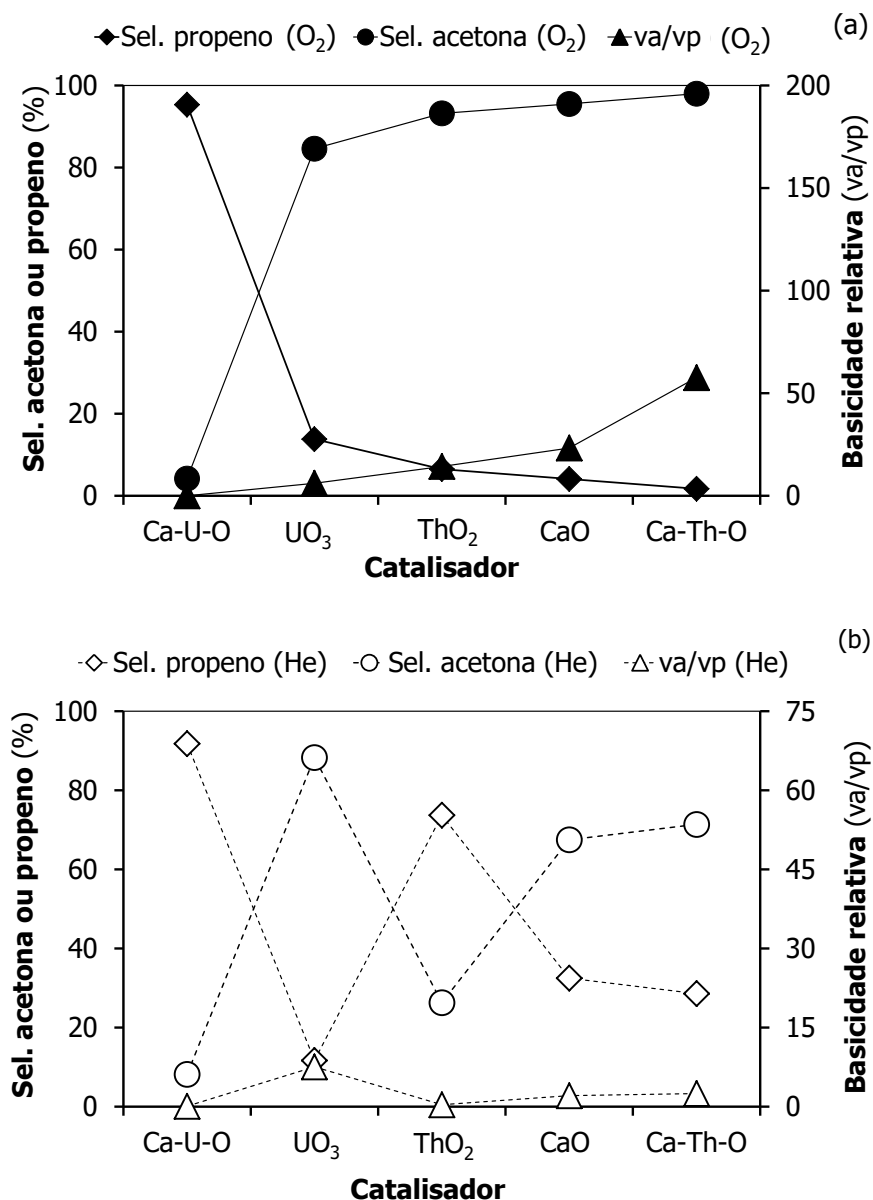 (a)
Sel. propeno (O₂) Sel. acetona (O₂) va/vp (O₂)
Sel. acetona ou propeno (%)
100
80
60
40
20
0
200
150
100
50
0
Basicidade relativa (va/vp)
Ca-U-O UO₃ ThO₂ CaO Ca-Th-O
Catalisador
(b)
Sel. propeno (He) Sel. acetona (He) va/vp (He)
Sel. acetona ou propeno (%)
100
80
60
40
20
0
75
60
45
30
15
0
Basicidade relativa (va/vp)
Ca-U-O UO₃ ThO₂ CaO Ca-Th-O
Catalisador